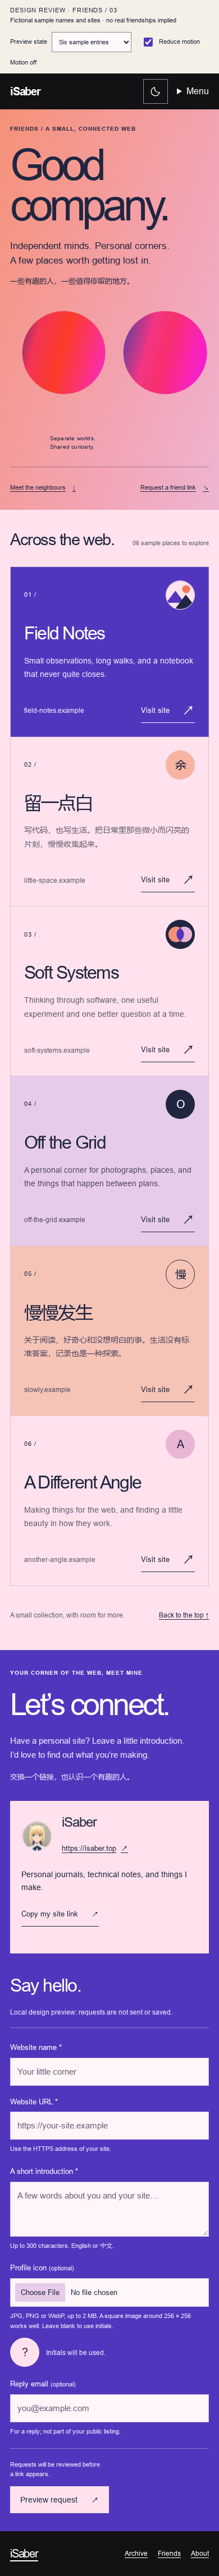 DESIGN REVIEW · FRIENDS / 03
Fictional sample names and sites · no real friendships implied
Preview state Six sample entries Reduce motion
Motion off
iSaber Menu
FRIENDS / A SMALL, CONNECTED WEB
Good
company.
Independent minds. Personal corners.
A few places worth getting lost in.
一些有趣的人，一些值得停留的地方。
Separate worlds.
Shared curiosity.
Meet the neighbours ↓ Request a friend link ↘
Across the web. 06 sample places to explore
01 /
Field Notes
Small observations, long walks, and a notebook
that never quite closes.
field-notes.example Visit site ↗
02 / 余
留一点白
写代码，也写生活。把日常里那些微小而闪亮的
片刻，慢慢收集起来。
little-space.example Visit site ↗
03 /
Soft Systems
Thinking through software, one useful
experiment and one better question at a time.
soft-systems.example Visit site ↗
04 / O
Off the Grid
A personal corner for photographs, places, and
the things that happen between plans.
off-the-grid.example Visit site ↗
05 / 慢
慢慢发生
关于阅读，好奇心和没想明白的事。生活没有标
准答案，记录也是一种探索。
slowly.example Visit site ↗
06 / A
A Different Angle
Making things for the web, and finding a little
beauty in how they work.
another-angle.example Visit site ↗
A small collection, with room for more. Back to the top ↑
YOUR CORNER OF THE WEB, MEET MINE
Let's connect.
Have a personal site? Leave a little introduction.
I'd love to find out what you're making.
交换一个链接，也认识一个有趣的人。
iSaber
https://isaber.top ↗
Personal journals, technical notes, and things I
make.
Copy my site link ↗
Say hello.
Local design preview: requests are not sent or saved.
Website name *
Your little corner
Website URL *
https://your-site.example
Use the HTTPS address of your site.
A short introduction *
A few words about you and your site…
Up to 300 characters. English or 中文.
Profile icon (optional)
Choose File No file chosen
JPG, PNG or WebP, up to 2 MB. A square image around 256 × 256
works well. Leave blank to use initials.
? Initials will be used.
Reply email (optional)
you@example.com
For a reply; not part of your public listing.
Requests will be reviewed before
a link appears.
Preview request ↗
iSaber Archive Friends About